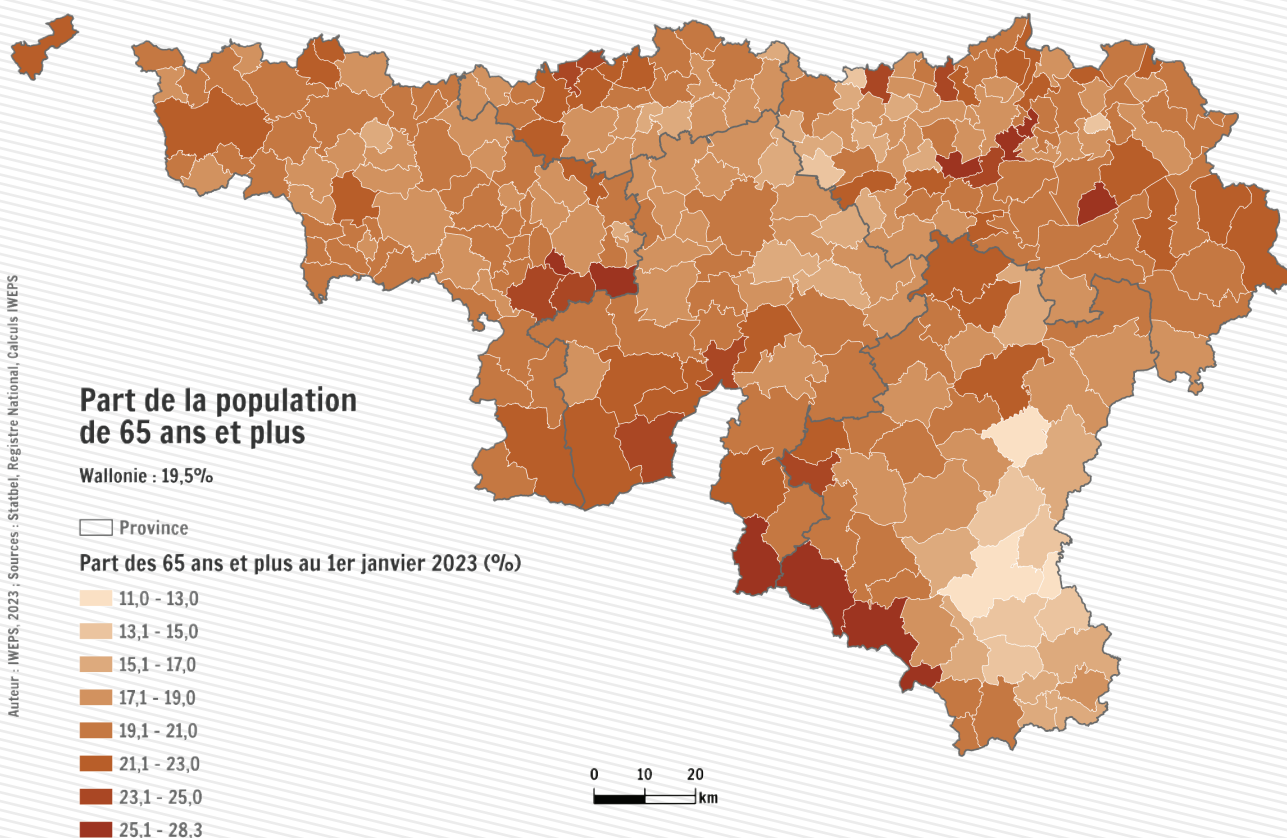 Part de la population
de 65 ans et plus
Wallonie : 19,5%
Province
Part des 65 ans et plus au 1er janvier 2023 (%)
11,0 - 13,0
13,1 - 15,0
15,1 - 17,0
17,1 - 19,0
19,1 - 21,0
21,1 - 23,0
23,1 - 25,0
25,1 - 28,3
0 10 20
km
Auteur : IWEPS, 2023 ; Sources : Statbel, Registre National, Calculs IWEPS